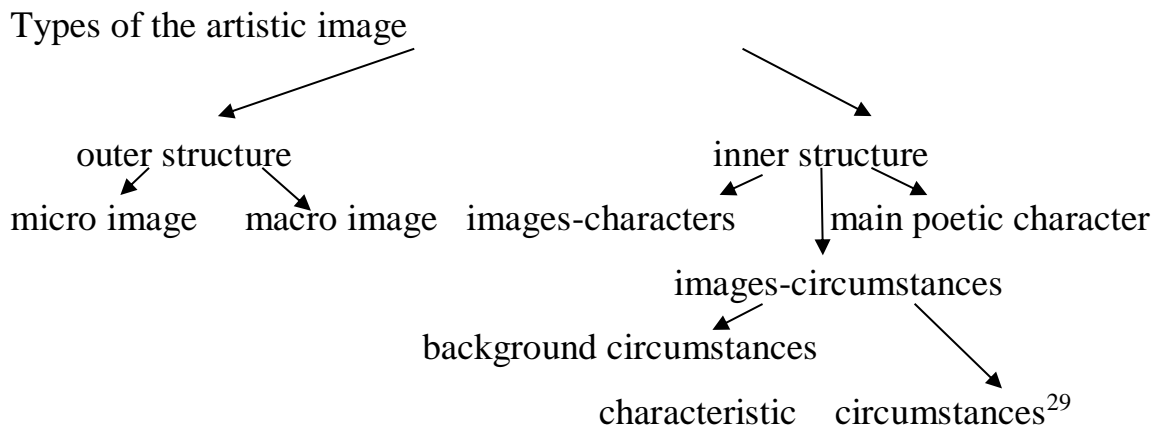 Types of the artistic image
outer structure inner structure
micro image macro image images-characters main poetic character
images-circumstances
background circumstances
characteristic circumstances29